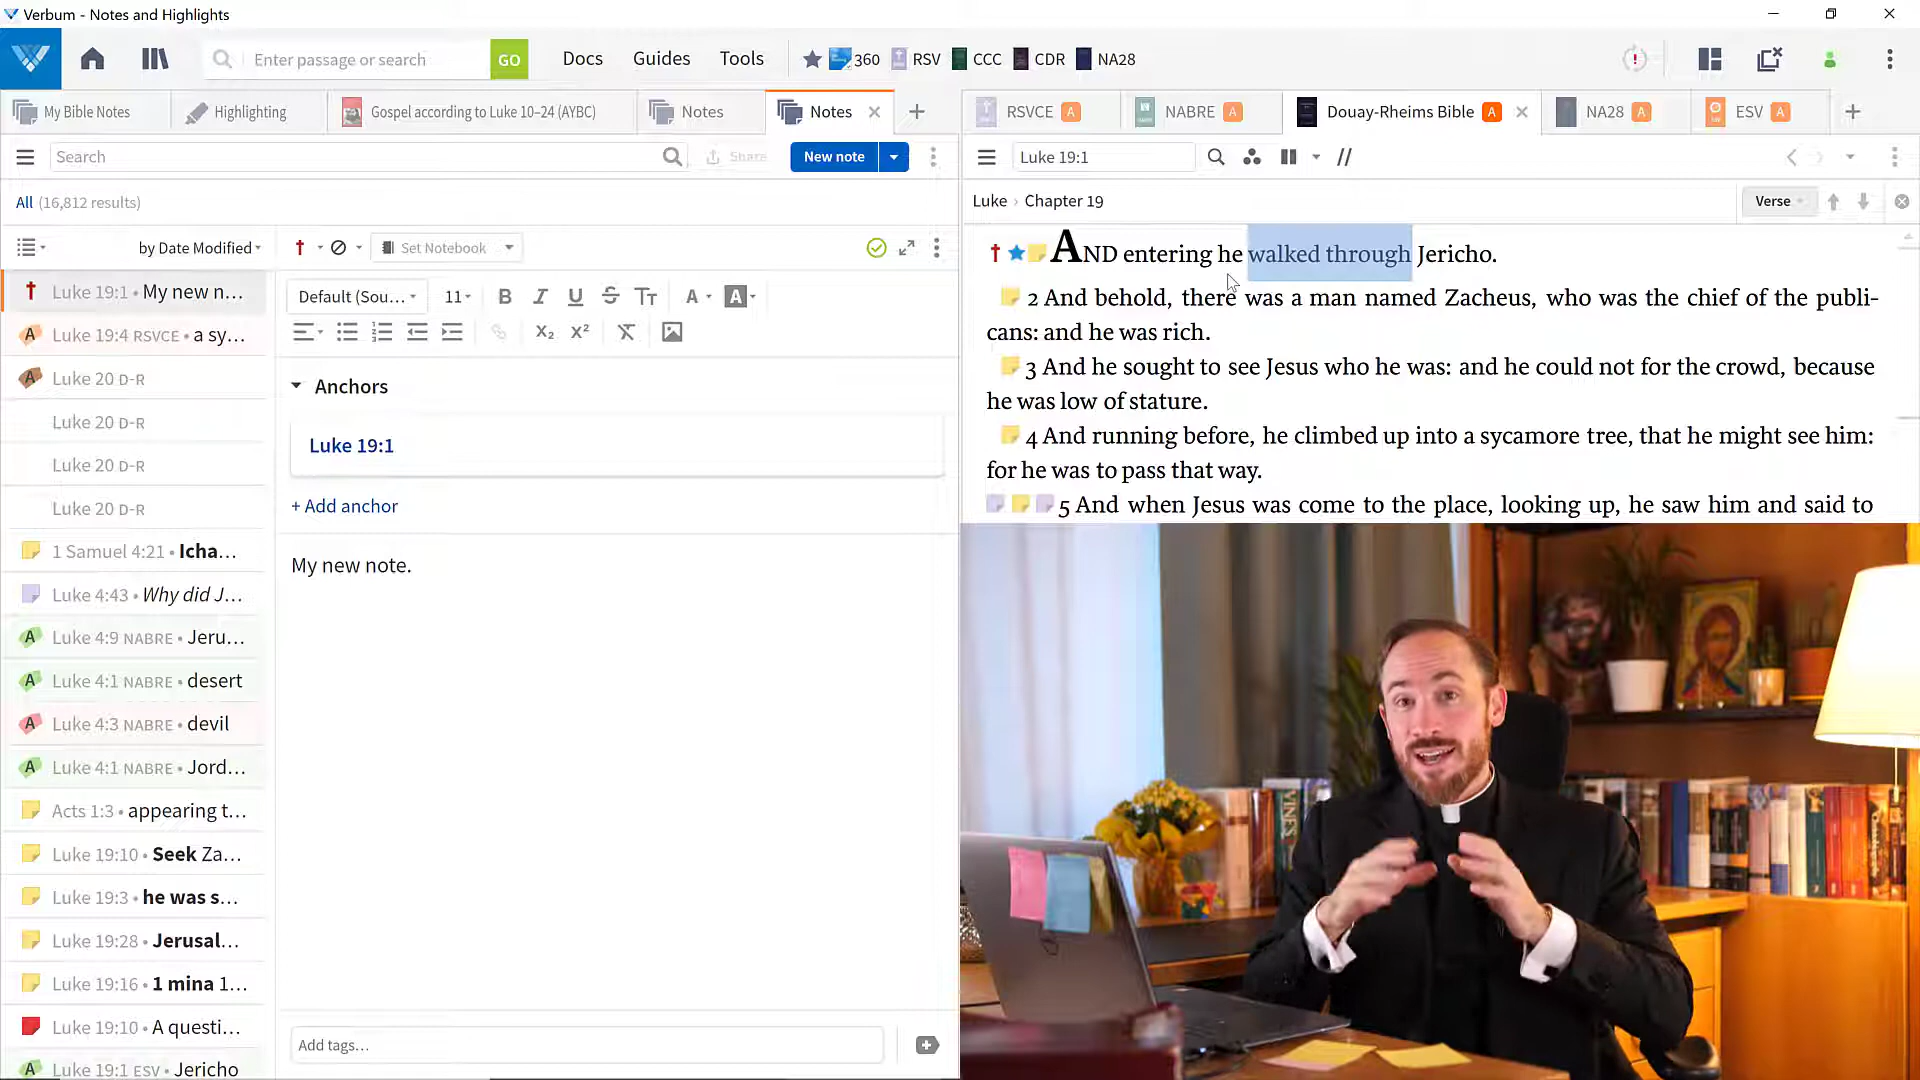 Verbum - Notes and Highlights
Enter passage or search
GO
Docs
Guides
Tools
360
RSV
CCC
CDR
NA28
My Bible Notes
Highlighting
Gospel according to Luke 10–24 (AYBC)
Notes
Notes
Search
Share
New note
All (16,812 results)
by Date Modified
Set Notebook
Luke 19:1 • My new n...
Luke 19:4 RSVCE • a sy...
Luke 20 D-R
Luke 20 D-R
Luke 20 D-R
Luke 20 D-R
1 Samuel 4:21 • Icha...
Luke 4:43 • Why did J...
Luke 4:9 NABRE • Jeru...
Luke 4:1 NABRE • desert
Luke 4:3 NABRE • devil
Luke 4:1 NABRE • Jord...
Acts 1:3 • appearing t...
Luke 19:10 • Seek Za...
Luke 19:3 • he was s...
Luke 19:28 • Jerusal...
Luke 19:16 • 1 mina 1...
Luke 19:10 • A questi...
Luke 19:1 ESV • Jericho
Default (Sou...
11
Anchors
Luke 19:1
+ Add anchor
My new note.
Add tags...
RSVCE A
NABRE A
Douay-Rheims Bible A
NA28 A
ESV A
Luke 19:1
Luke › Chapter 19
Verse
AND entering he walked through Jericho.
2 And behold, there was a man named Zacheus, who was the chief of the publi-
cans: and he was rich.
3 And he sought to see Jesus who he was: and he could not for the crowd, because
he was low of stature.
4 And running before, he climbed up into a sycamore tree, that he might see him:
for he was to pass that way.
5 And when Jesus was come to the place, looking up, he saw him and said to
VINES